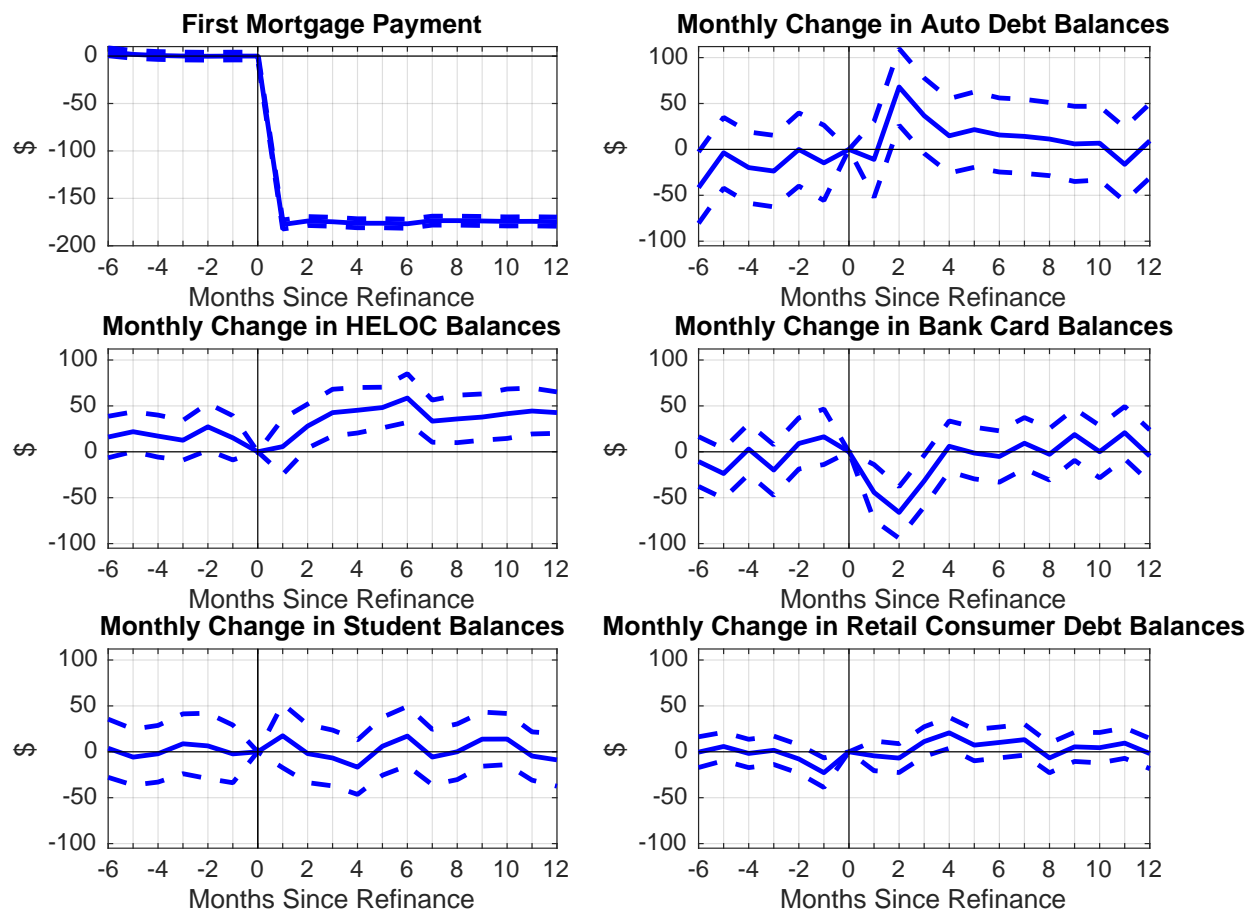 First Mortgage Payment
0
-50
-100
-150
-200
$
-6 -4 -2 0 2 4 6 8 10 12
Months Since Refinance
Monthly Change in Auto Debt Balances
100
50
0
-50
-100
$
-6 -4 -2 0 2 4 6 8 10 12
Months Since Refinance
Monthly Change in HELOC Balances
100
50
0
-50
-100
$
-6 -4 -2 0 2 4 6 8 10 12
Months Since Refinance
Monthly Change in Bank Card Balances
100
50
0
-50
-100
$
-6 -4 -2 0 2 4 6 8 10 12
Months Since Refinance
Monthly Change in Student Balances
100
50
0
-50
-100
$
-6 -4 -2 0 2 4 6 8 10 12
Months Since Refinance
Monthly Change in Retail Consumer Debt Balances
100
50
0
-50
-100
$
-6 -4 -2 0 2 4 6 8 10 12
Months Since Refinance